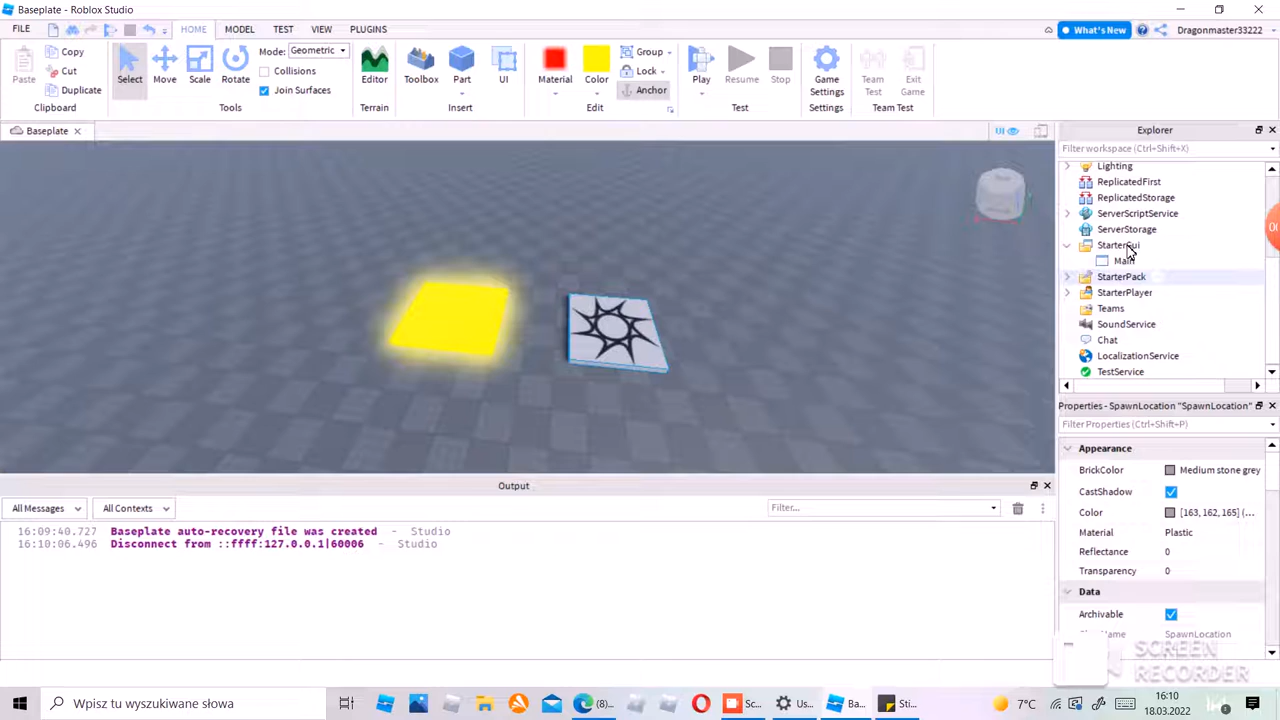 Baseplate - Roblox Studio
FILE HOME MODEL TEST VIEW PLUGINS What's New Dragonmaster33222
Paste Copy Cut Duplicate Clipboard
Select Move Scale Rotate Mode: Geometric Collisions Join Surfaces Tools
Editor Terrain
Toolbox Part UI Insert
Material Color Group Lock Anchor Edit
Play Resume Stop Test
Game Settings Settings
Team Test Exit Game Team Test
Baseplate UI
Explorer
Filter workspace (Ctrl+Shift+X)
Lighting
ReplicatedFirst
ReplicatedStorage
ServerScriptService
ServerStorage
StarterGui
Main
StarterPack
StarterPlayer
Teams
SoundService
Chat
LocalizationService
TestService
Properties - SpawnLocation "SpawnLocation"
Filter Properties (Ctrl+Shift+P)
Appearance
BrickColor Medium stone grey
CastShadow
Color [163, 162, 165] (...
Material Plastic
Reflectance 0
Transparency 0
Data
Archivable
SpawnLocation
Output
All Messages All Contexts Filter...
16:09:40.727 Baseplate auto-recovery file was created - Studio
16:10:06.496 Disconnect from ::ffff:127.0.0.1|60006 - Studio
SCREEN
RECORDER
Wpisz tu wyszukiwane słowo (8)... Sc... Us... Ba... Sti... 7°C 16:10
18.03.2022